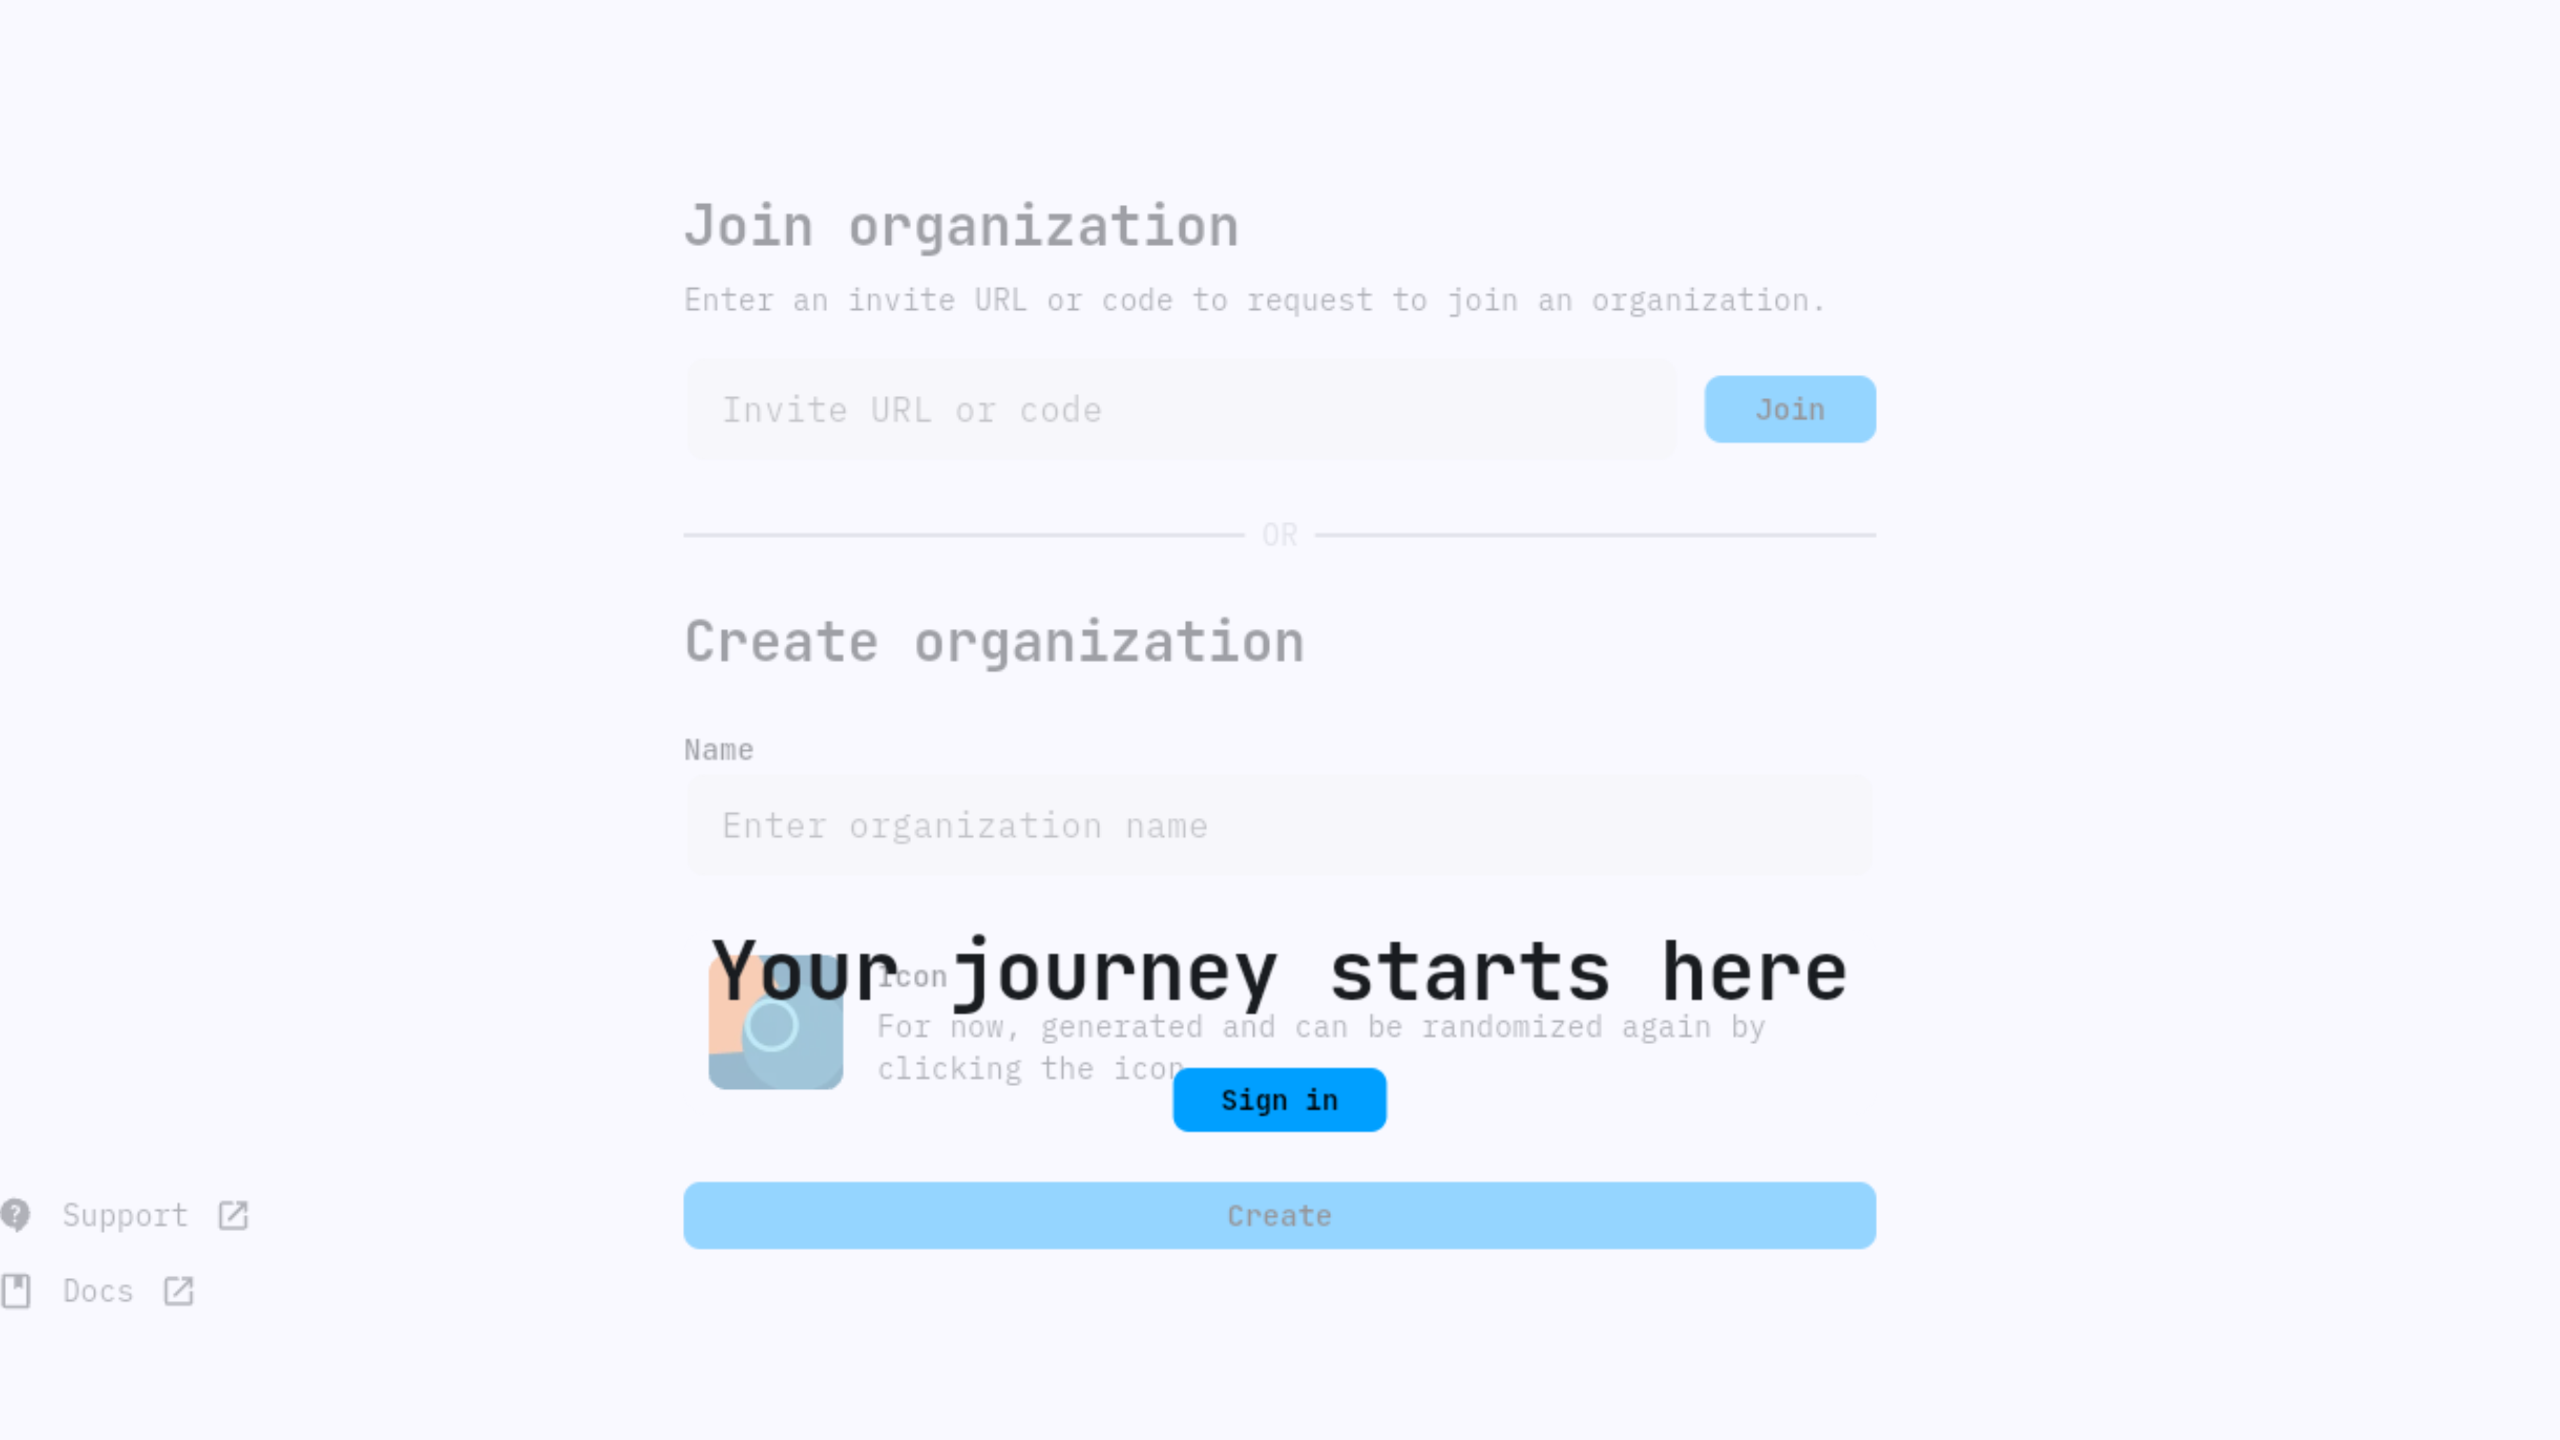 Join organization
Enter an invite URL or code to request to join an organization.
Invite URL or code
Join
OR
Create organization
Name
Enter organization name
Your journey starts here
Icon
For now, generated and can be randomized again by
clicking the icon
Sign in
Create
Support
Docs